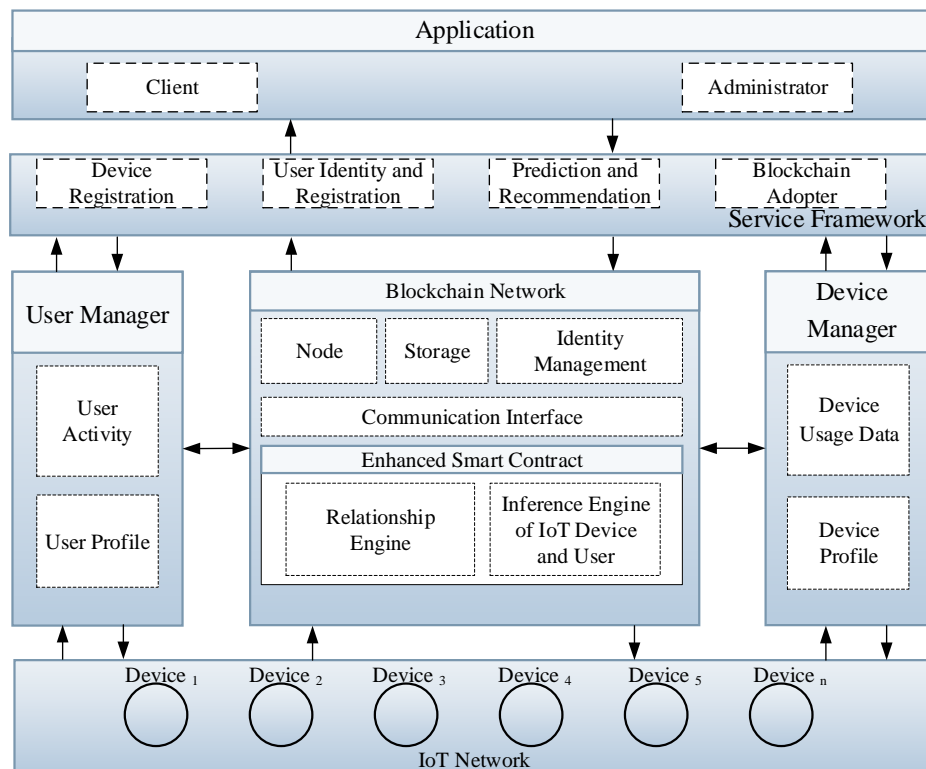 Application
Client
Administrator
Device
Registration
User Identity and
Registration
Prediction and
Recommendation
Blockchain
Adopter
Service Framework
User Manager
User
Activity
User Profile
Blockchain Network
Node
Storage
Identity
Management
Communication Interface
Enhanced Smart Contract
Relationship
Engine
Inference Engine
of IoT Device
and User
Device
Manager
Device
Usage Data
Device
Profile
Device 1
Device 2
Device 3
Device 4
Device 5
Device n
IoT Network